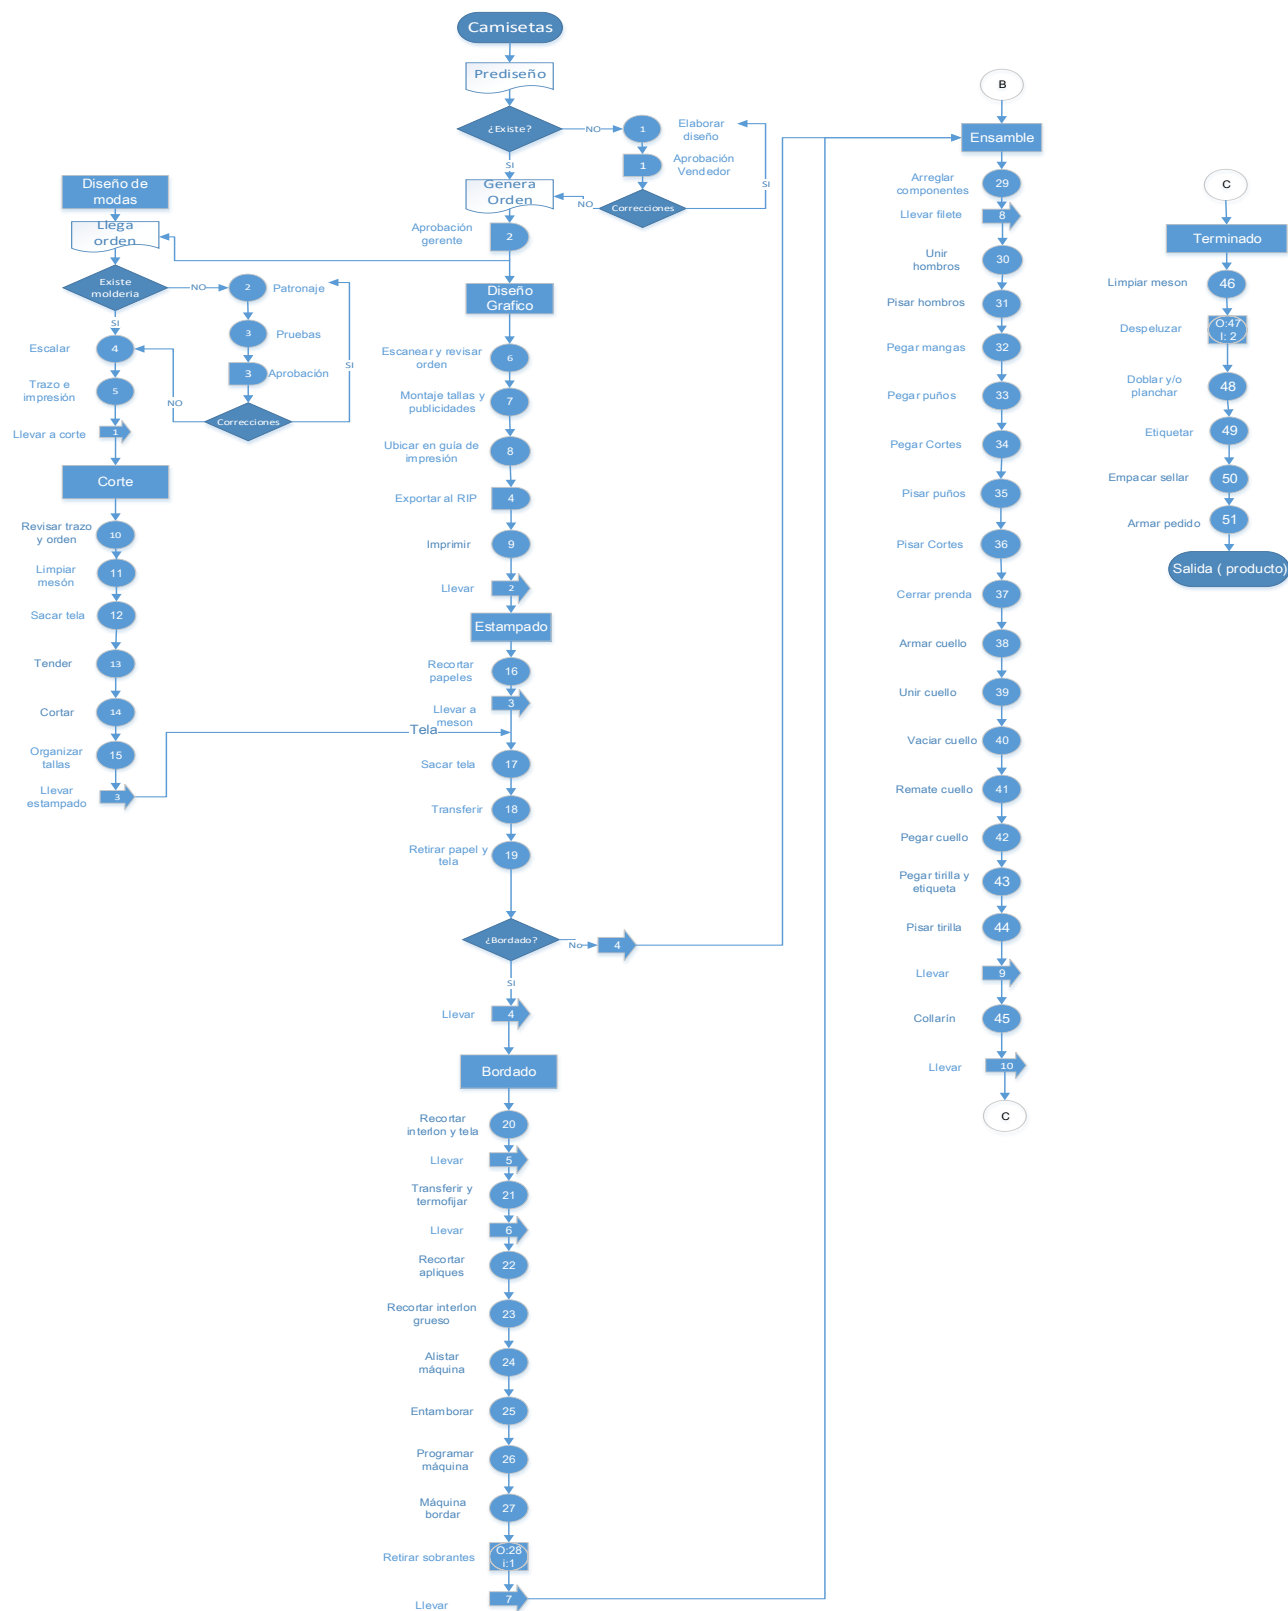 Camisetas
Prediseño
¿Existe?
NO
1
Elaborar
diseño
1
Aprobación
Vendedor
SI
SI
Genera
Orden
NO
Correcciones
Aprobación
gerente
2
Diseño de
modas
Llega
orden
Existe
molderia
NO
2
Patronaje
3
Pruebas
3
Aprobación
SI
SI
Escalar
4
NO
Correcciones
Trazo e
impresión
5
Llevar a corte
1
Corte
Revisar trazo
y orden
10
Limpiar
mesón
11
Sacar tela
12
Tender
13
Cortar
14
Organizar
tallas
15
Llevar
estampado
3
Tela
Diseño
Grafico
Escanear y revisar
orden
6
Montaje tallas y
publicidades
7
Ubicar en guía de
impresión
8
Exportar al RIP
4
Imprimir
9
Llevar
2
Estampado
Recortar
papeles
16
Llevar a
meson
3
Sacar tela
17
Transferir
18
Retirar papel y
tela
19
¿Bordado?
No
4
SI
Llevar
4
Bordado
Recortar
interlon y tela
20
Llevar
5
Transferir y
termofijar
21
Llevar
6
Recortar
apliques
22
Recortar interlon
grueso
23
Alistar
máquina
24
Entamborar
25
Programar
máquina
26
Máquina
bordar
27
Retirar sobrantes
O:28
i:1
Llevar
7
B
Ensamble
Arreglar
componentes
29
Llevar filete
8
Unir
hombros
30
Pisar hombros
31
Pegar mangas
32
Pegar puños
33
Pegar Cortes
34
Pisar puños
35
Pisar Cortes
36
Cerrar prenda
37
Armar cuello
38
Unir cuello
39
Vaciar cuello
40
Remate cuello
41
Pegar cuello
42
Pegar tirilla y
etiqueta
43
Pisar tirilla
44
Llevar
9
Collarín
45
Llevar
10
C
C
Terminado
Limpiar meson
46
Despeluzar
O:47
I: 2
Doblar y/o
planchar
48
Etiquetar
49
Empacar sellar
50
Armar pedido
51
Salida ( producto)